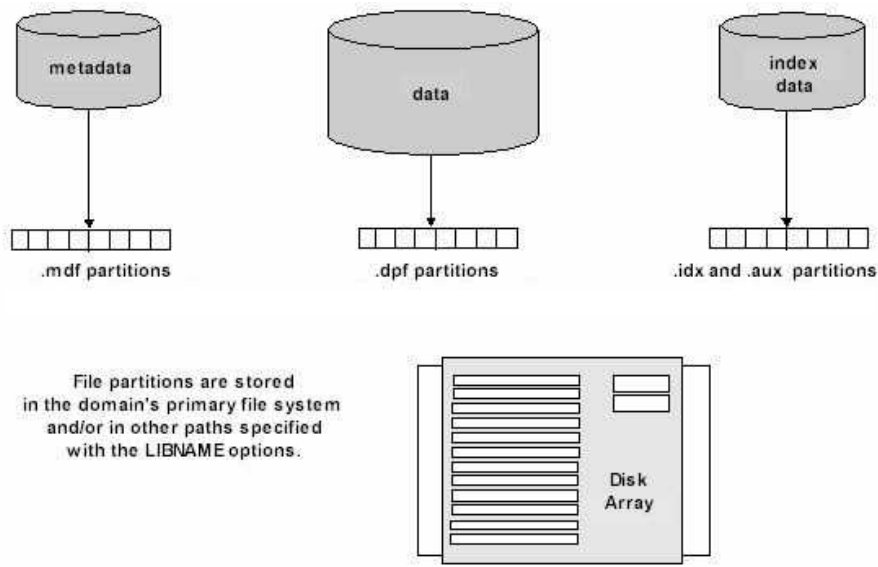 metadata
data
index
data
.mdf partitions
.dpf partitions
.idx and .aux partitions
File partitions are stored
in the domain's primary file system
and/or in other paths specified
with the LIBNAME options.
Disk
Array